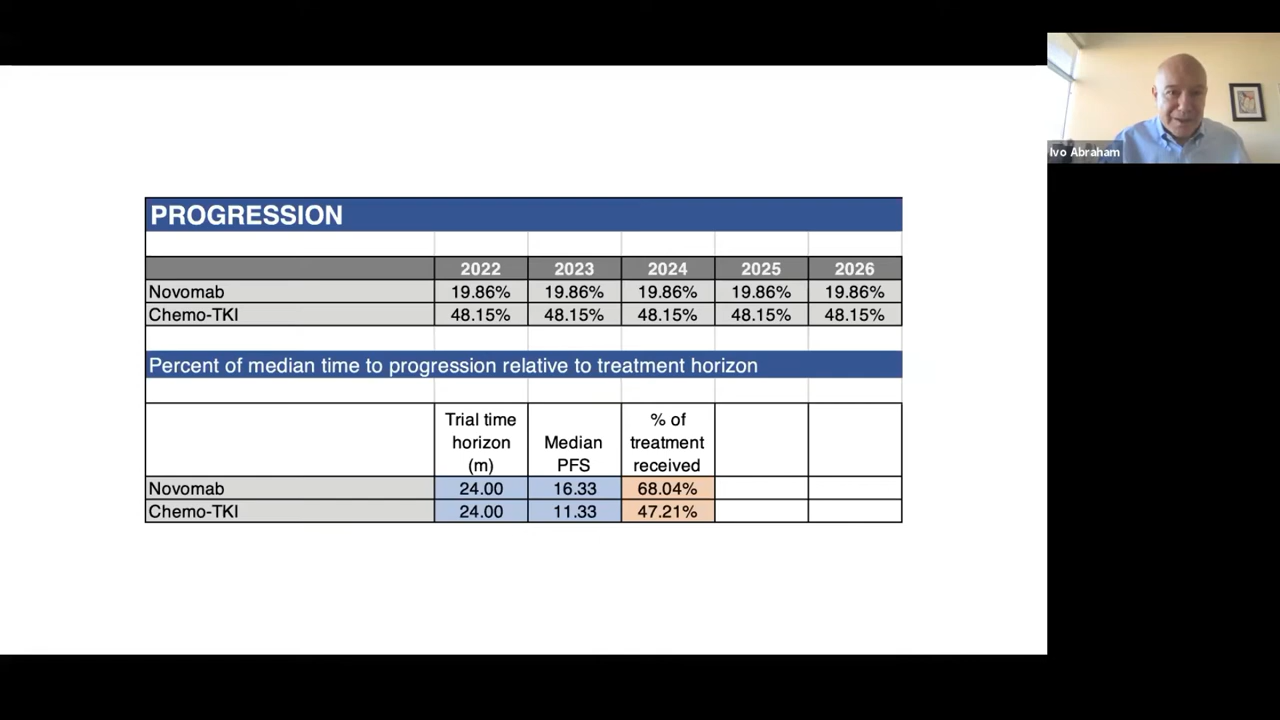 Ivo Abraham
PROGRESSION
2022 2023 2024 2025 2026
Novomab 19.86% 19.86% 19.86% 19.86% 19.86%
Chemo-TKI 48.15% 48.15% 48.15% 48.15% 48.15%
Percent of median time to progression relative to treatment horizon
Trial time horizon (m) Median PFS % of treatment received
Novomab 24.00 16.33 68.04%
Chemo-TKI 24.00 11.33 47.21%